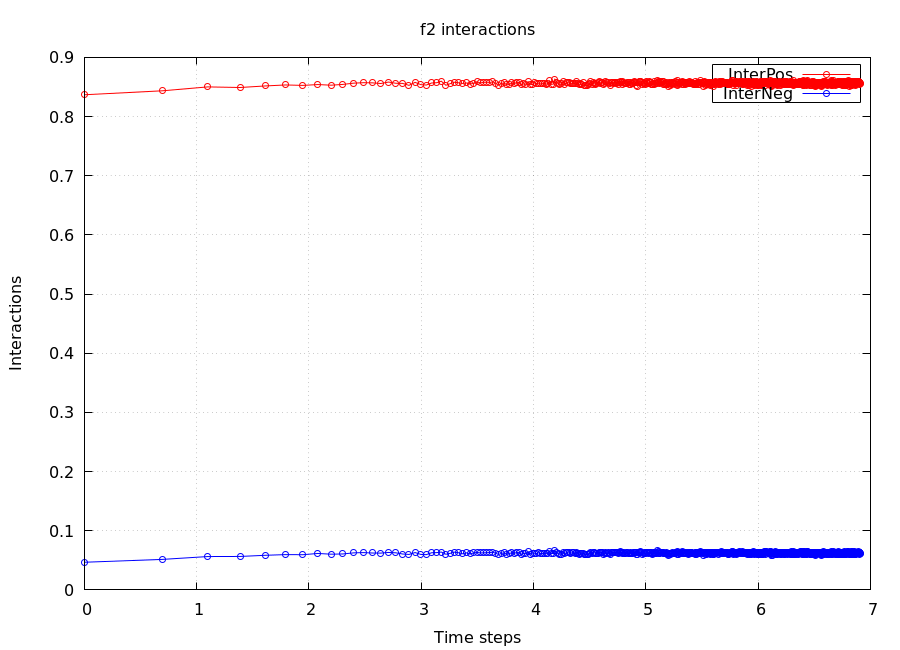 f2 interactions
0.9
0.8
0.7
0.6
0.5
0.4
0.3
0.2
0.1
0
Interactions
InterPos
InterNeg
0 1 2 3 4 5 6 7
Time steps